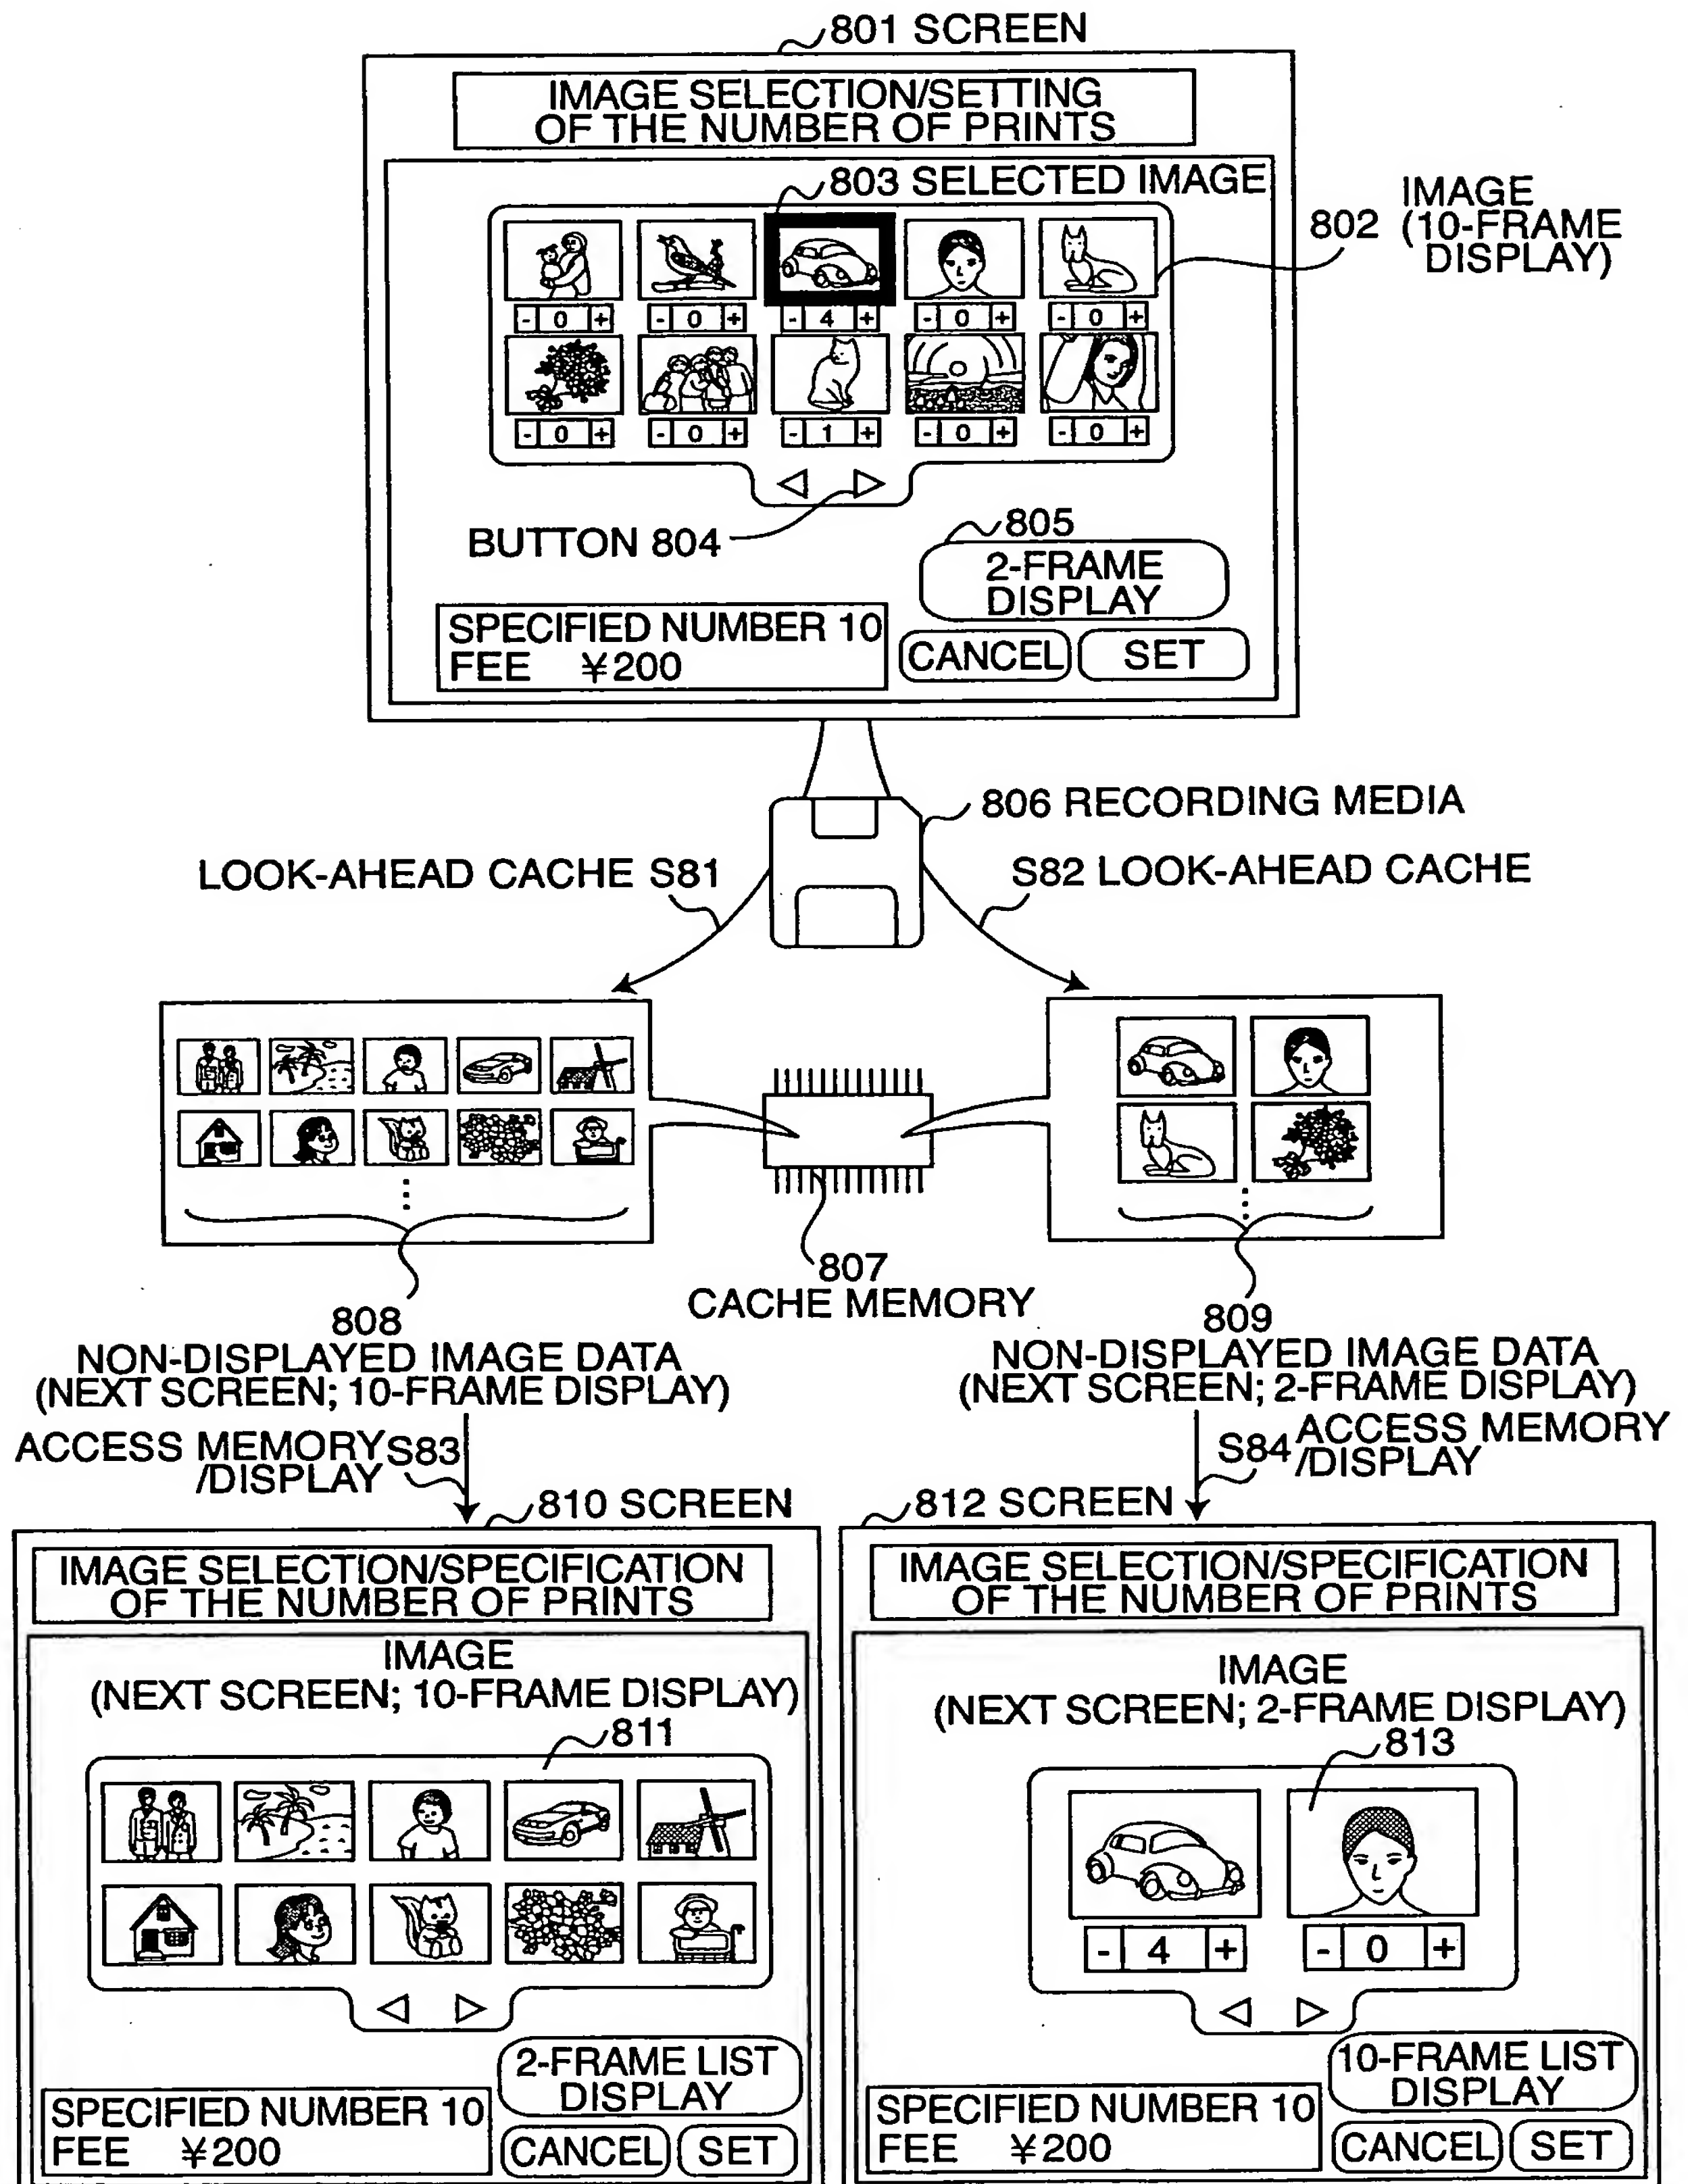 801 SCREEN
IMAGE SELECTION/SETTING
OF THE NUMBER OF PRINTS
803 SELECTED IMAGE
802 IMAGE
(10-FRAME
DISPLAY)
- 0 + - 0 + - 4 + - 0 + - 0 +
- 0 + - 0 + - 1 + - 0 + - 0 +
BUTTON 804
805
2-FRAME
DISPLAY
SPECIFIED NUMBER 10
FEE ¥200
CANCEL SET
806 RECORDING MEDIA
LOOK-AHEAD CACHE S81
S82 LOOK-AHEAD CACHE
807
CACHE MEMORY
808
NON-DISPLAYED IMAGE DATA
(NEXT SCREEN; 10-FRAME DISPLAY)
809
NON-DISPLAYED IMAGE DATA
(NEXT SCREEN; 2-FRAME DISPLAY)
ACCESS MEMORY S83
/DISPLAY
S84 ACCESS MEMORY
/DISPLAY
810 SCREEN
IMAGE SELECTION/SPECIFICATION
OF THE NUMBER OF PRINTS
IMAGE
(NEXT SCREEN; 10-FRAME DISPLAY)
811
2-FRAME LIST
DISPLAY
SPECIFIED NUMBER 10
FEE ¥200
CANCEL SET
812 SCREEN
IMAGE SELECTION/SPECIFICATION
OF THE NUMBER OF PRINTS
IMAGE
(NEXT SCREEN; 2-FRAME DISPLAY)
813
- 4 + - 0 +
10-FRAME LIST
DISPLAY
SPECIFIED NUMBER 10
FEE ¥200
CANCEL SET